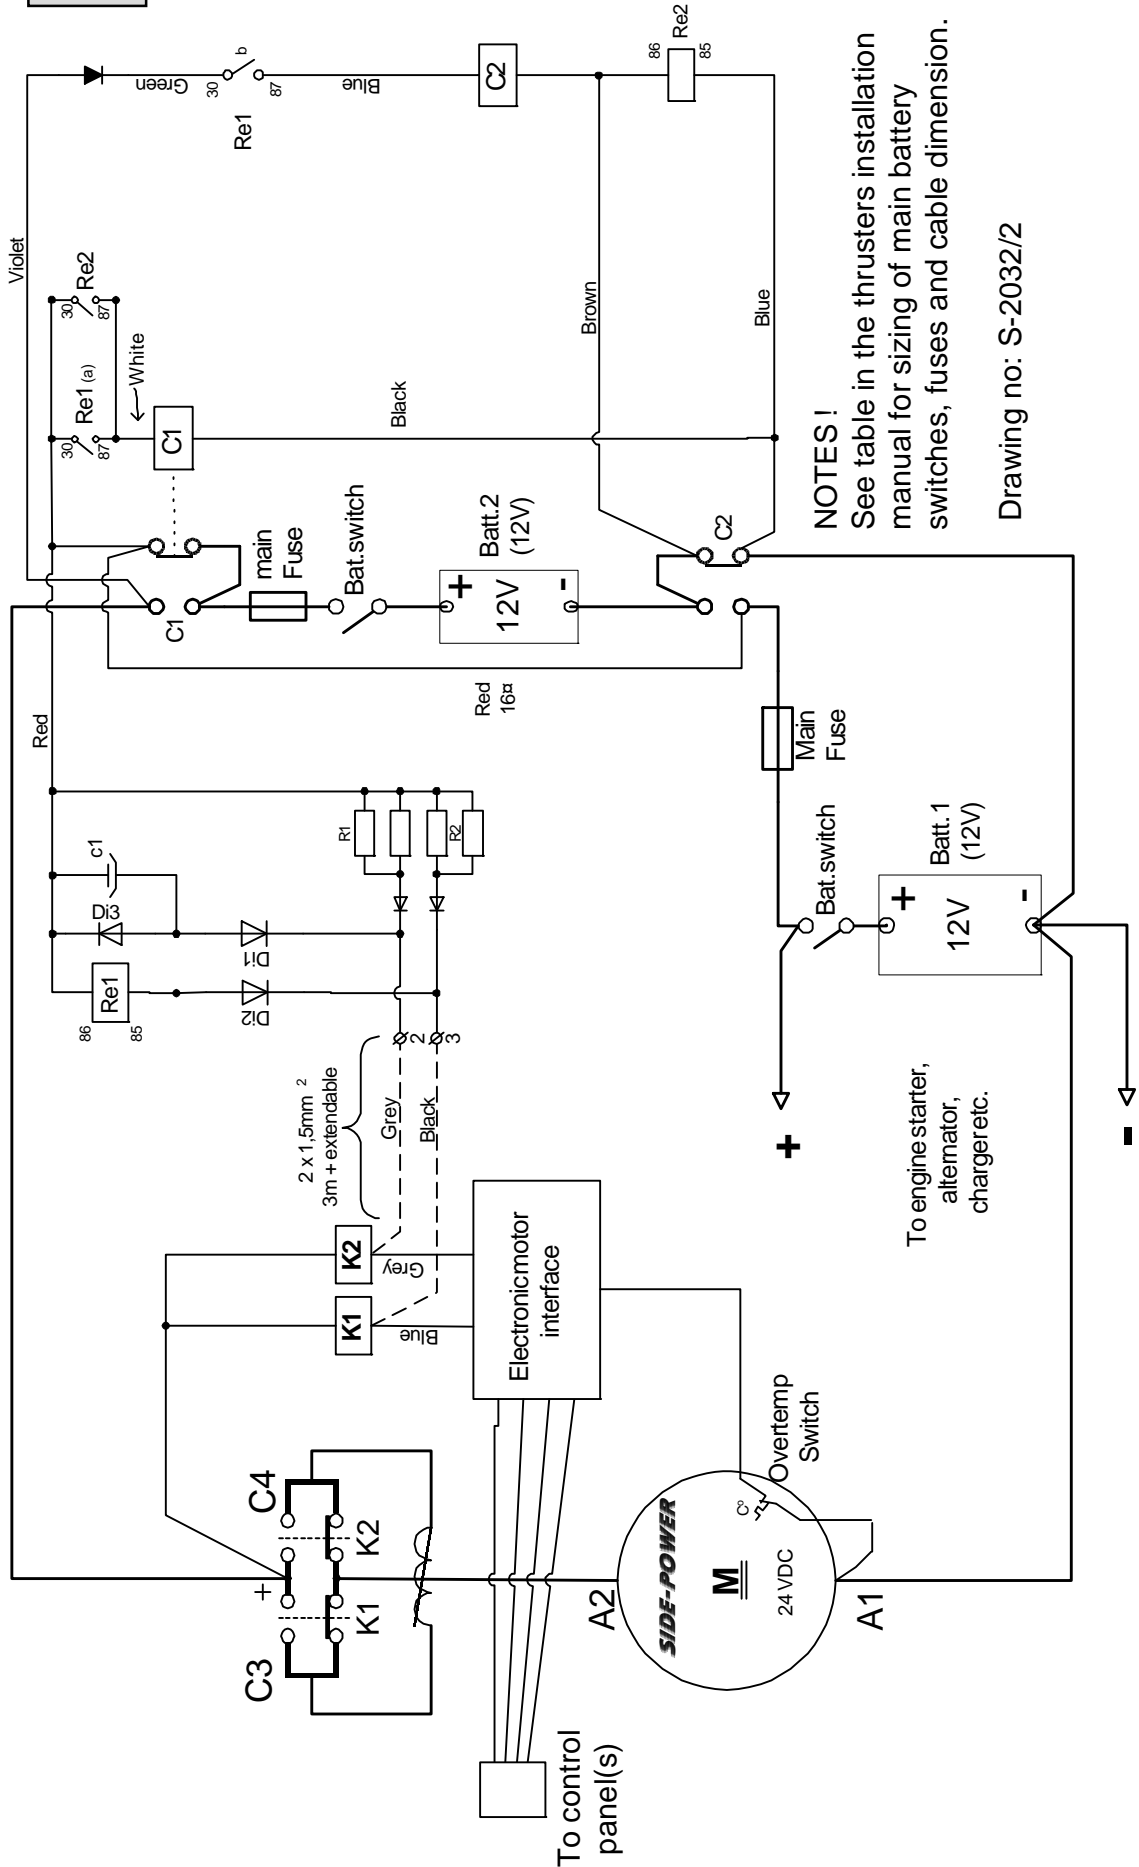 To control
panel(s)
C3
C4
+
K1
K2
A2
SIDE-POWER
M
24 VDC
C°
A1
Overtemp
Switch
Electronic motor
interface
K1
K2
Blue
Grey
2 x 1,5mm ²
3m + extendable
Grey
Black
2
3
86
Re1
85
Di2
Di1
Di3
c1
R1
R2
Red
Red
16¤
To engine starter,
alternator,
charger etc.
+
-
Bat.switch
+
12V
-
Batt. 1
(12V)
Main
Fuse
C1
main
Fuse
Bat.switch
+
12V
-
Batt.2
(12V)
C2
Violet
30
Re1 (a)
87
30
Re2
87
White
C1
Black
Brown
Blue
Green
30
b
87
Re1
Blue
C2
86
Re2
85
NOTES !
See table in the thrusters installation
manual for sizing of main battery
switches, fuses and cable dimension.
Drawing no: S-2032/2